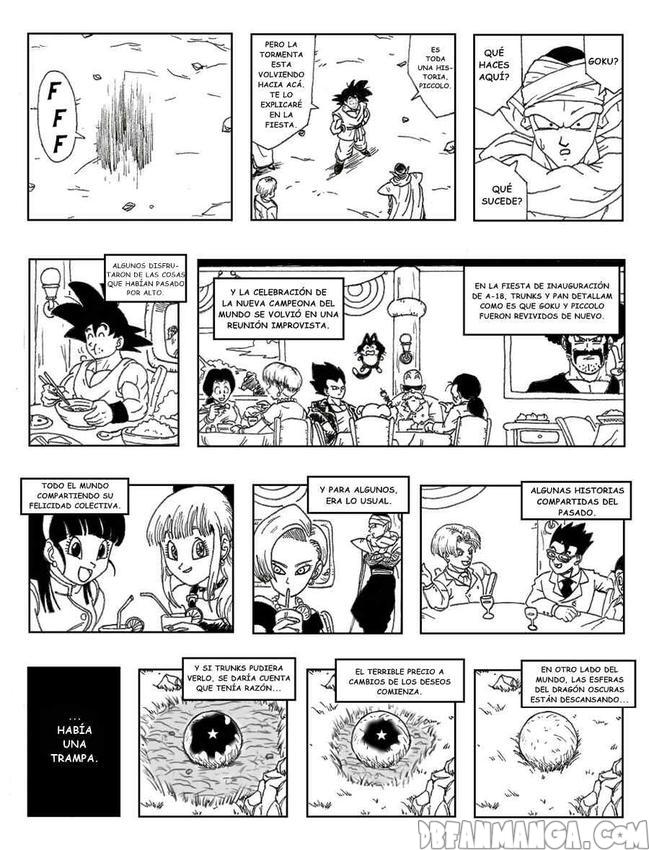 GOKU?
QUÉ
HACES
AQUÍ?
QUÉ
SUCEDE?
ES
TODA
UNA HIS-
TORIA,
PICCOLO.
PERO LA
TORMENTA
ESTA
VOLVIENDO
HACIA ACÁ.
TE LO
EXPLICARÉ
EN LA
FIESTA.
F
F
F
EN LA FIESTA DE INAUGURACIÓN
DE A-18, TRUNKS Y PAN DETALLAM
COMO ES QUE GOKU Y PICCOLO
FUERON REVIVIDOS DE NUEVO.
Y LA CELEBRACIÓN DE
LA NUEVA CAMPEONA DEL
MUNDO SE VOLVIÓ EN UNA
REUNIÓN IMPROVISTA.
ALGUNOS DISFRU-
TARON DE LAS COSAS
QUE HABÍAN PASADO
POR ALTO.
ALGUNAS HISTORIAS
COMPARTIDAS DEL
PASADO.
Y PARA ALGUNOS,
ERA LO USUAL.
TODO EL MUNDO
COMPARTIENDO SU
FELICIDAD COLECTIVA.
EN OTRO LADO DEL
MUNDO, LAS ESFERAS
DEL DRAGÓN OSCURAS
ESTÁN DESCANSANDO...
EL TERRIBLE PRECIO A
CAMBIOS DE LOS DESEOS
COMIENZA.
Y SI TRUNKS PUDIERA
VERLO, SE DARÍA CUENTA
QUE TENÍA RAZÓN...
...
HABÍA
UNA
TRAMPA.
DBFANMANGA.COM